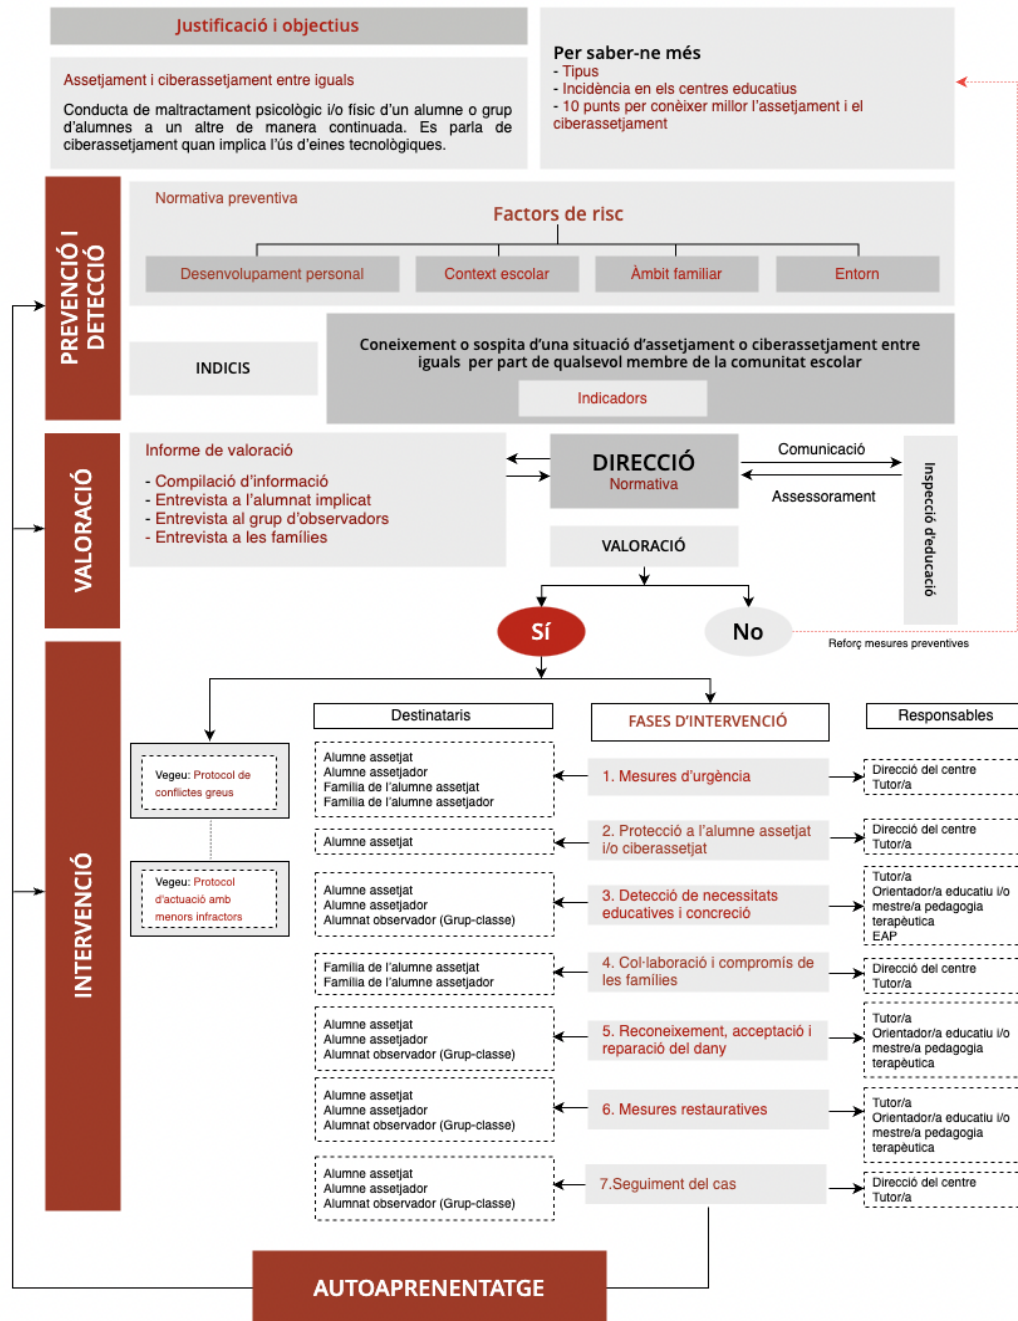 Justificació i objectius
Assetjament i ciberassetjament entre iguals
Conducta de maltractament psicològic i/o físic d'un alumne o grup
d'alumnes a un altre de manera continuada. Es parla de
ciberassetjament quan implica l'ús d'eines tecnològiques.
Per saber-ne més
- Tipus
- Incidència en els centres educatius
- 10 punts per conèixer millor l'assetjament i el
ciberassetjament
PREVENCIÓ I
DETECCIÓ
Normativa preventiva
Factors de risc
Desenvolupament personal
Context escolar
Àmbit familiar
Entorn
INDICIS
Coneixement o sospita d'una situació d'assetjament o ciberassetjament entre
iguals per part de qualsevol membre de la comunitat escolar
Indicadors
VALORACIÓ
Informe de valoració
- Compilació d'informació
- Entrevista a l'alumnat implicat
- Entrevista al grup d'observadors
- Entrevista a les famílies
DIRECCIÓ
Normativa
Comunicació
Assessorament
Inspecció d'educació
VALORACIÓ
Sí
No
Reforç mesures preventives
INTERVENCIÓ
Vegeu: Protocol de
conflictes greus
Vegeu: Protocol
d'actuació amb
menors infractors
Destinataris
FASES D'INTERVENCIÓ
Responsables
Alumne assetjat
Alumne assetjador
Família de l'alumne assetjat
Família de l'alumne assetjador
1. Mesures d'urgència
Direcció del centre
Tutor/a
Alumne assetjat
2. Protecció a l'alumne assetjat
i/o ciberassetjat
Direcció del centre
Tutor/a
Alumne assetjat
Alumne assetjador
Alumnat observador (Grup-classe)
3. Detecció de necessitats
educatives i concreció
Tutor/a
Orientador/a educatiu i/o
mestre/a pedagogia
terapèutica
EAP
Família de l'alumne assetjat
Família de l'alumne assetjador
4. Col·laboració i compromís de
les famílies
Direcció del centre
Tutor/a
Alumne assetjat
Alumne assetjador
Alumnat observador (Grup-classe)
5. Reconeixement, acceptació i
reparació del dany
Tutor/a
Orientador/a educatiu i/o
mestre/a pedagogia
terapèutica
Alumne assetjat
Alumne assetjador
Alumnat observador (Grup-classe)
6. Mesures restauratives
Tutor/a
Orientador/a educatiu i/o
mestre/a pedagogia
terapèutica
Alumne assetjat
Alumne assetjador
Alumnat observador (Grup-classe)
7.Seguiment del cas
Direcció del centre
Tutor/a
AUTOAPRENENTATGE